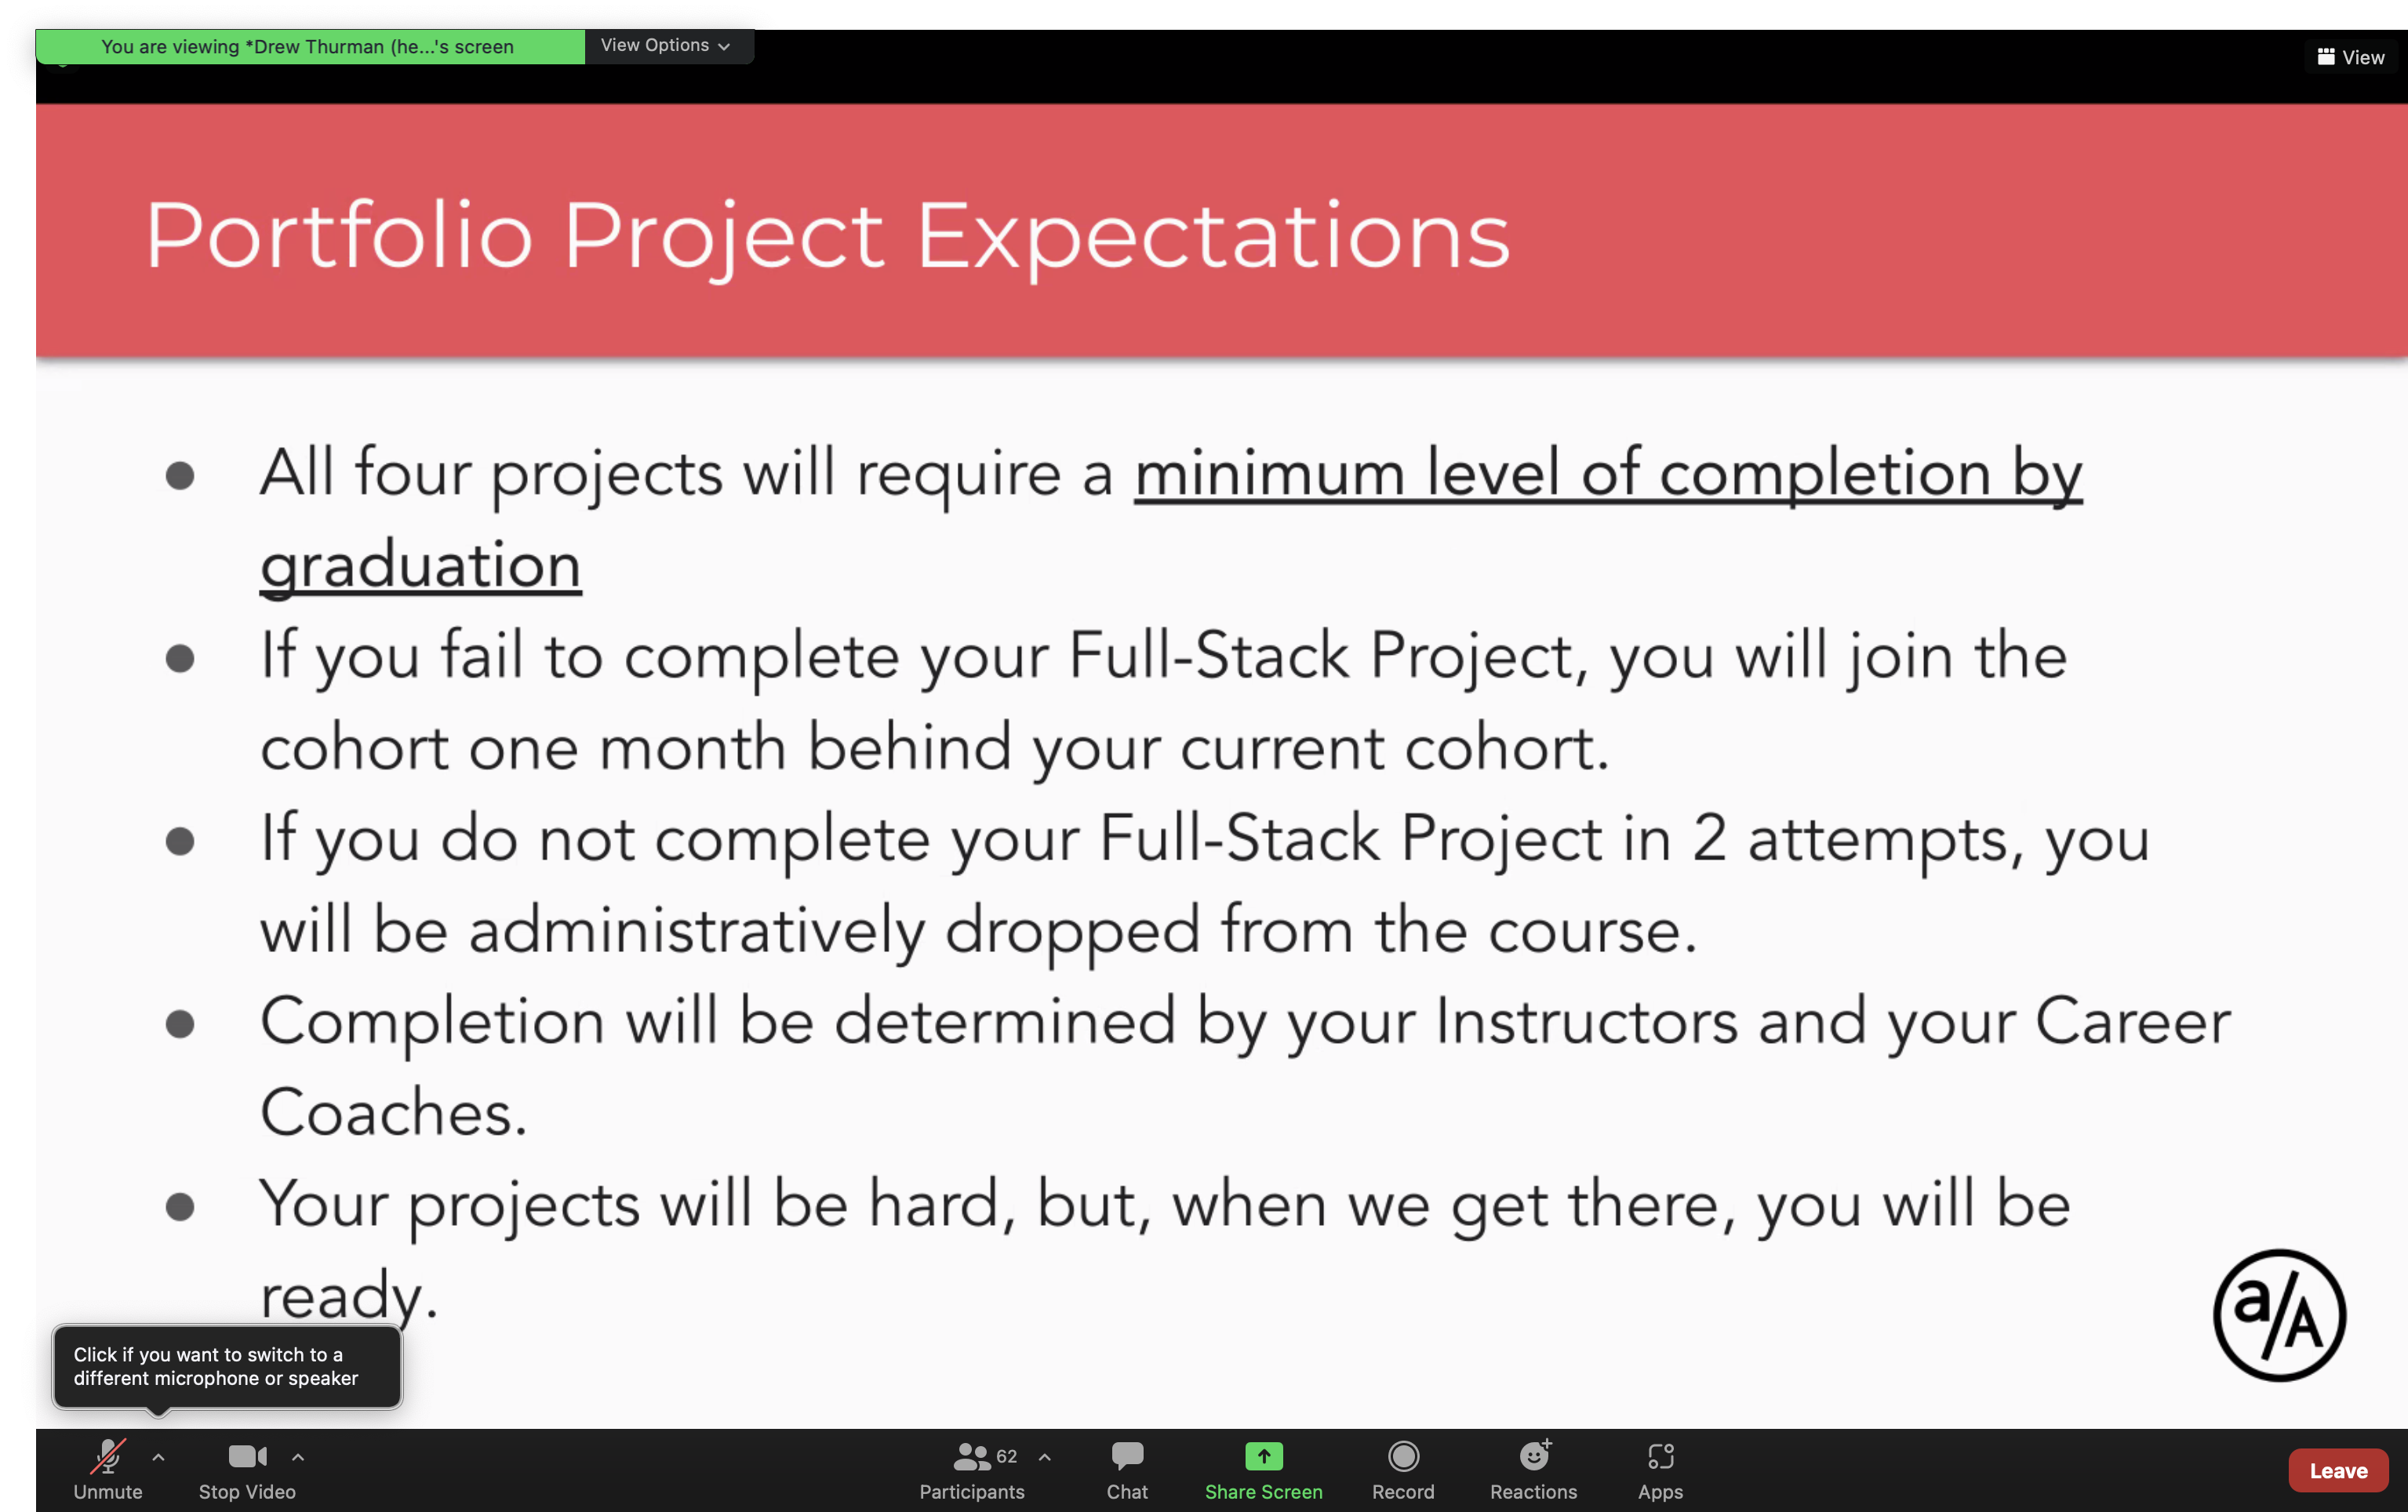 You are viewing *Drew Thurman (he...'s screen
View Options
View
Portfolio Project Expectations
● All four projects will require a minimum level of completion by
graduation
● If you fail to complete your Full-Stack Project, you will join the
cohort one month behind your current cohort.
● If you do not complete your Full-Stack Project in 2 attempts, you
will be administratively dropped from the course.
● Completion will be determined by your Instructors and your Career
Coaches.
● Your projects will be hard, but, when we get there, you will be
ready.
a/A
Click if you want to switch to a
different microphone or speaker
Unmute
Stop Video
62
Participants
Chat
Share Screen
Record
Reactions
Apps
Leave